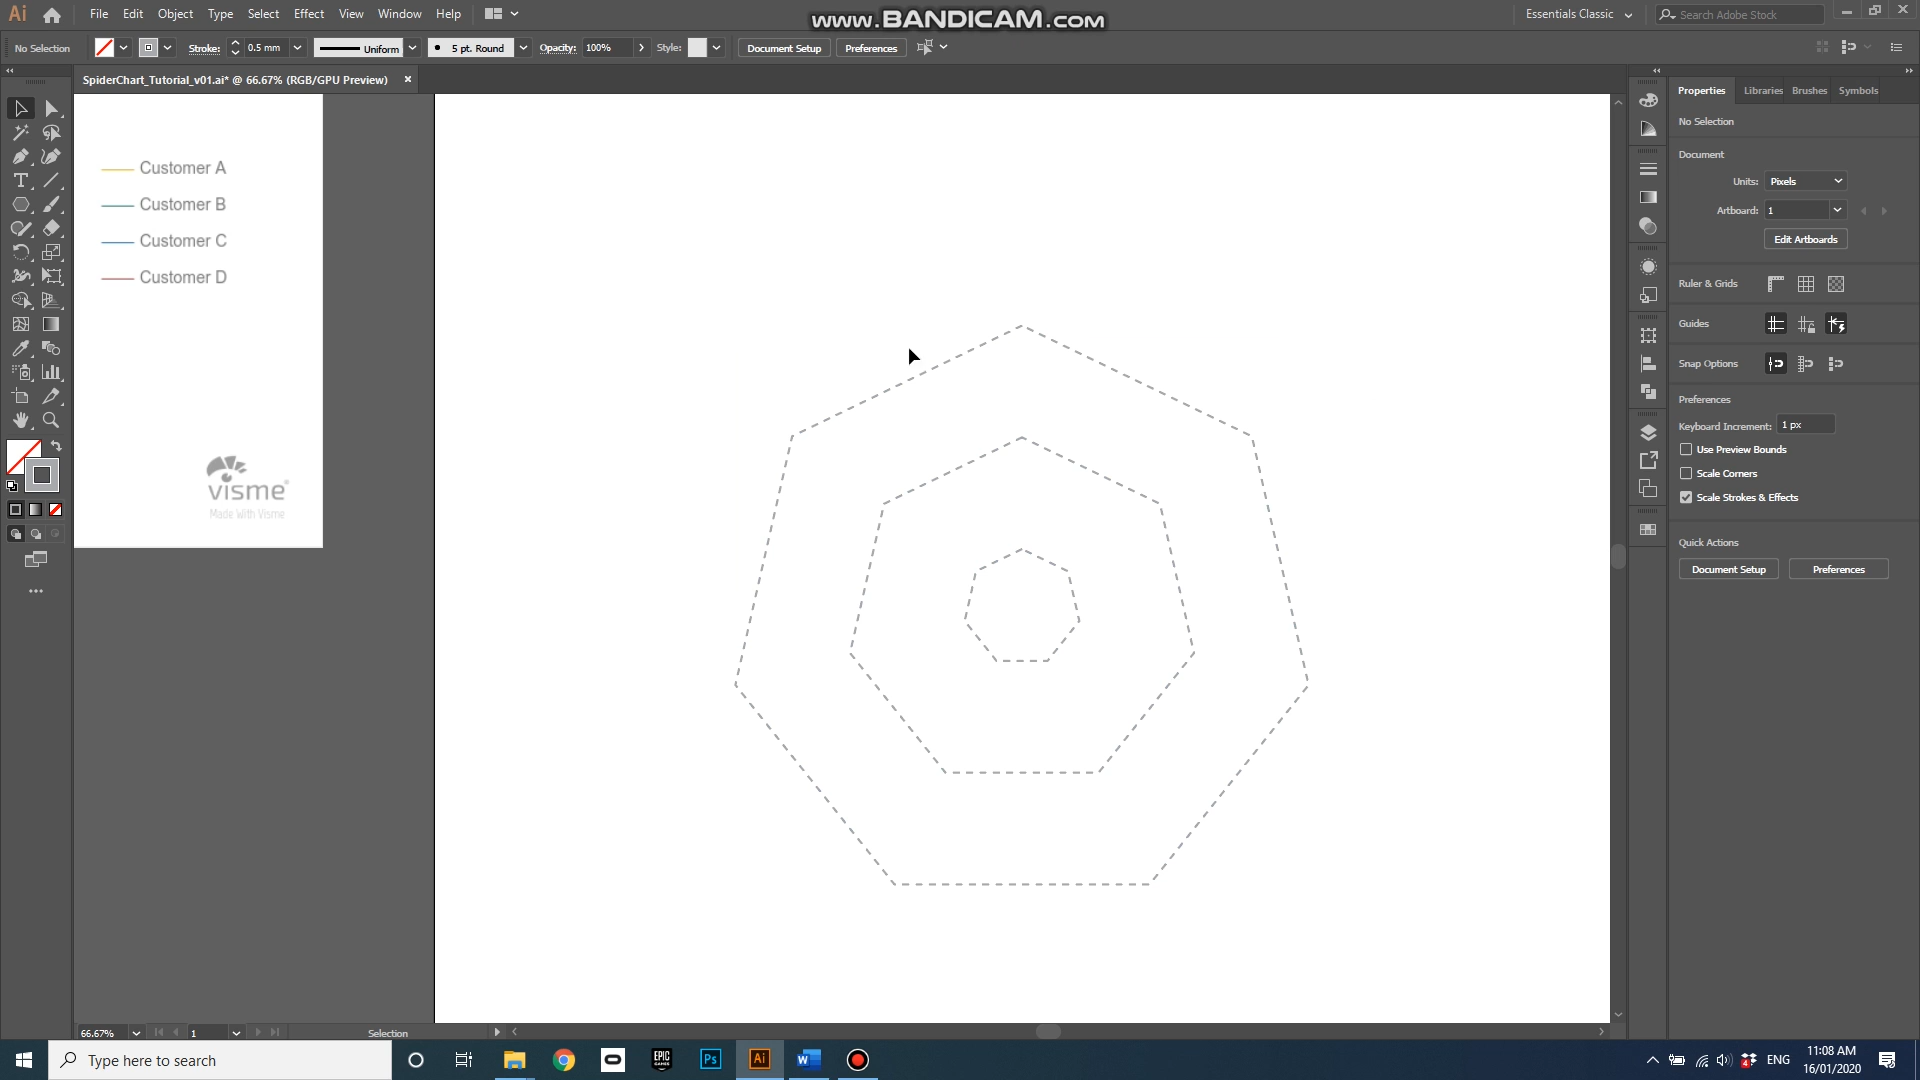 www.BANDICAM.com
Ai File Edit Object Type Select Effect View Window Help Essentials Classic Search Adobe Stock
No Selection Stroke: 0.5 mm Uniform 5 pt. Round Opacity: 100% Style: Document Setup Preferences
SpiderChart_Tutorial_v01.ai* @ 66.67% (RGB/GPU Preview) ×
Properties Libraries Brushes Symbols
No Selection
Document
Units: Pixels
Artboard: 1
Edit Artboards
Ruler & Grids
Guides
Snap Options
Preferences
Keyboard Increment: 1 px
Use Preview Bounds
Scale Corners
Scale Strokes & Effects
Quick Actions
Document Setup Preferences
Customer A
Customer B
Customer C
Customer D
visme®
Made With Visme
66.67% 1 Selection
Type here to search EPIC GAMES Ps Ai W 4 ENG 11:08 AM
16/01/2020